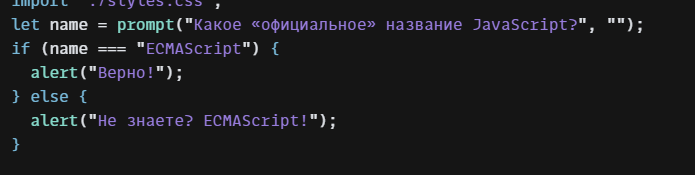 import "./styles.css";
let name = prompt("Какое «официальное» название JavaScript?", "");
if (name === "ECMAScript") {
alert("Верно!");
} else {
alert("Не знаете? ECMAScript!");
}